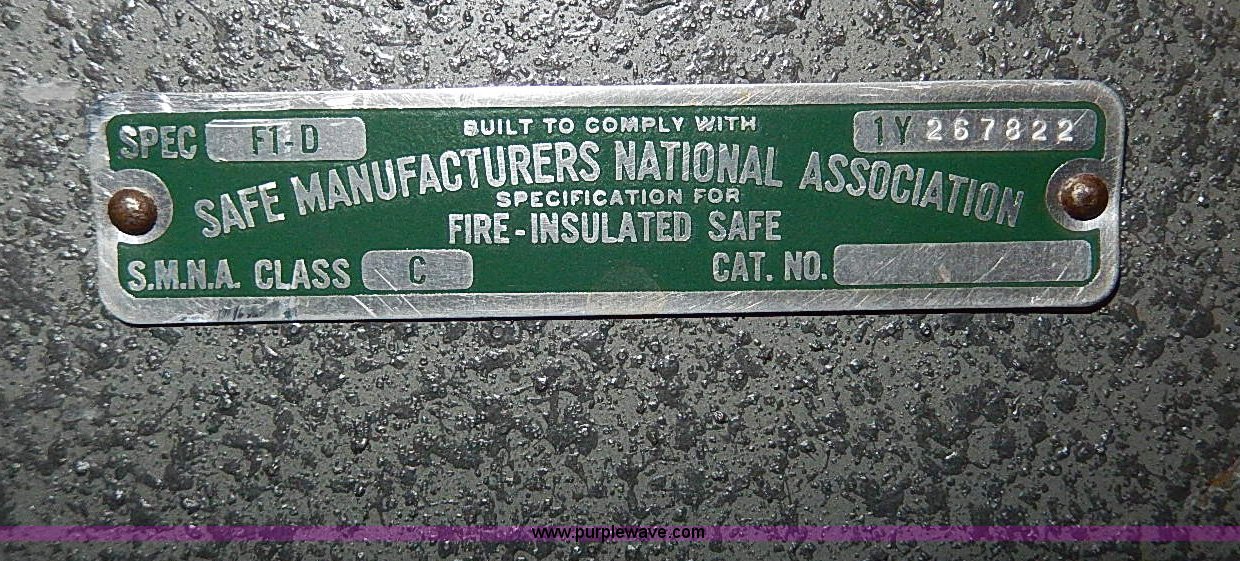 SPEC F1-D
BUILT TO COMPLY WITH
1Y 267822
SAFE MANUFACTURERS NATIONAL ASSOCIATION
SPECIFICATION FOR
FIRE-INSULATED SAFE
S.M.N.A. CLASS C
CAT. NO.
www.purplewave.com